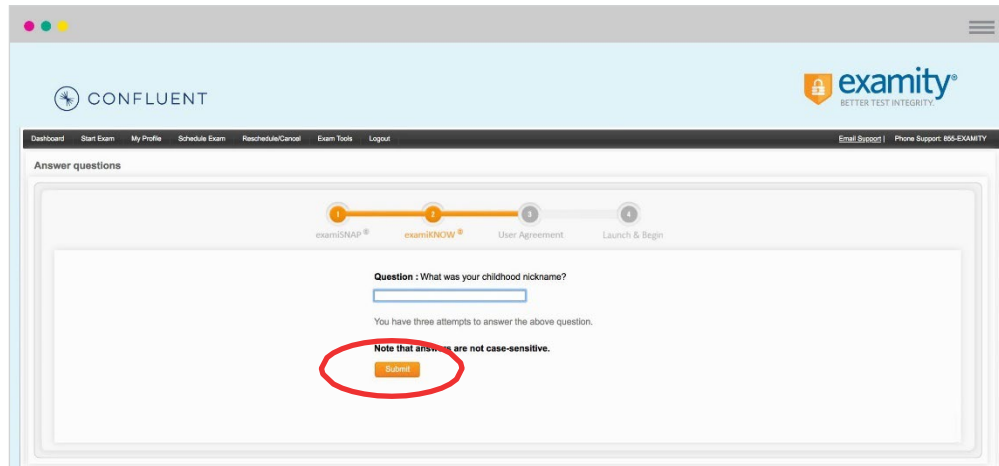 CONFLUENT
examity®
BETTER TEST INTEGRITY.
Dashboard Start Exam My Profile Schedule Exam Reschedule/Cancel Exam Tools Logout Email Support | Phone Support: 855-EXAMITY
Answer questions
1 2 3 4
examiSNAP ® examiKNOW ® User Agreement Launch & Begin
Question : What was your childhood nickname?
You have three attempts to answer the above question.
Note that answers are not case-sensitive.
Submit